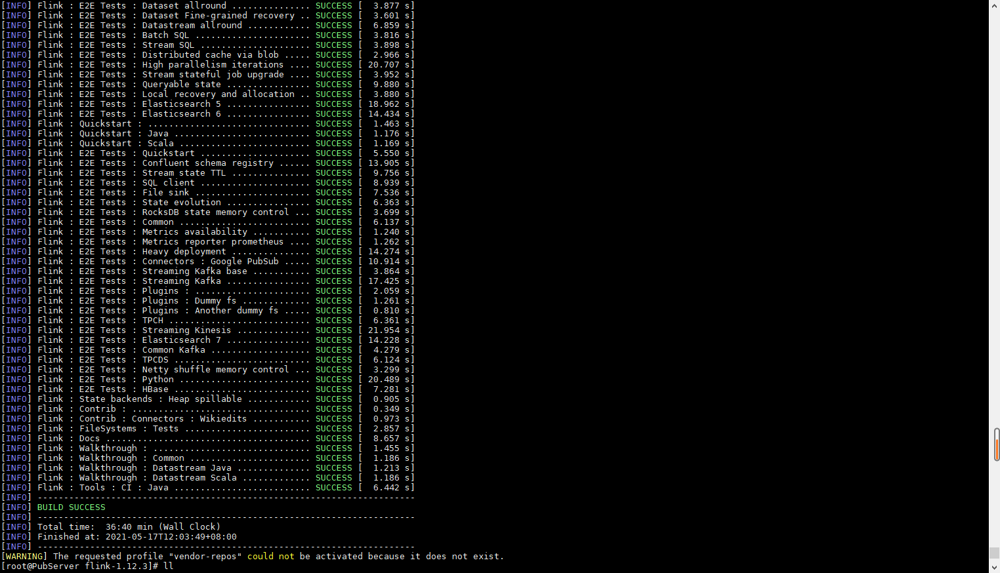 [INFO] Flink : E2E Tests : Dataset allround ............... SUCCESS [  3.877 s]
[INFO] Flink : E2E Tests : Dataset Fine-grained recovery .. SUCCESS [  3.601 s]
[INFO] Flink : E2E Tests : Datastream allround ............ SUCCESS [  6.859 s]
[INFO] Flink : E2E Tests : Batch SQL ...................... SUCCESS [  3.816 s]
[INFO] Flink : E2E Tests : Stream SQL ..................... SUCCESS [  3.898 s]
[INFO] Flink : E2E Tests : Distributed cache via blob ..... SUCCESS [  2.966 s]
[INFO] Flink : E2E Tests : High parallelism iterations .... SUCCESS [ 20.707 s]
[INFO] Flink : E2E Tests : Stream stateful job upgrade .... SUCCESS [  3.952 s]
[INFO] Flink : E2E Tests : Queryable state ................ SUCCESS [  9.880 s]
[INFO] Flink : E2E Tests : Local recovery and allocation .. SUCCESS [  3.880 s]
[INFO] Flink : E2E Tests : Elasticsearch 5 ................ SUCCESS [ 18.962 s]
[INFO] Flink : E2E Tests : Elasticsearch 6 ................ SUCCESS [ 14.434 s]
[INFO] Flink : Quickstart : ............................... SUCCESS [  1.463 s]
[INFO] Flink : Quickstart : Java .......................... SUCCESS [  1.176 s]
[INFO] Flink : Quickstart : Scala ......................... SUCCESS [  1.169 s]
[INFO] Flink : E2E Tests : Quickstart ..................... SUCCESS [  5.550 s]
[INFO] Flink : E2E Tests : Confluent schema registry ...... SUCCESS [ 13.905 s]
[INFO] Flink : E2E Tests : Stream state TTL ............... SUCCESS [  9.756 s]
[INFO] Flink : E2E Tests : SQL client ..................... SUCCESS [  8.939 s]
[INFO] Flink : E2E Tests : File sink ...................... SUCCESS [  7.536 s]
[INFO] Flink : E2E Tests : State evolution ................ SUCCESS [  6.363 s]
[INFO] Flink : E2E Tests : RocksDB state memory control ... SUCCESS [  3.699 s]
[INFO] Flink : E2E Tests : Common ......................... SUCCESS [  6.137 s]
[INFO] Flink : E2E Tests : Metrics availability ........... SUCCESS [  1.240 s]
[INFO] Flink : E2E Tests : Metrics reporter prometheus .... SUCCESS [  1.262 s]
[INFO] Flink : E2E Tests : Heavy deployment ............... SUCCESS [ 14.274 s]
[INFO] Flink : E2E Tests : Connectors : Google PubSub ..... SUCCESS [ 10.914 s]
[INFO] Flink : E2E Tests : Streaming Kafka base ........... SUCCESS [  3.864 s]
[INFO] Flink : E2E Tests : Streaming Kafka ................ SUCCESS [ 17.425 s]
[INFO] Flink : E2E Tests : Plugins : ...................... SUCCESS [  2.059 s]
[INFO] Flink : E2E Tests : Plugins : Dummy fs ............. SUCCESS [  1.261 s]
[INFO] Flink : E2E Tests : Plugins : Another dummy fs ..... SUCCESS [  0.810 s]
[INFO] Flink : E2E Tests : TPCH ........................... SUCCESS [  6.361 s]
[INFO] Flink : E2E Tests : Streaming Kinesis .............. SUCCESS [ 21.954 s]
[INFO] Flink : E2E Tests : Elasticsearch 7 ................ SUCCESS [ 14.228 s]
[INFO] Flink : E2E Tests : Common Kafka ................... SUCCESS [  4.279 s]
[INFO] Flink : E2E Tests : TPCDS .......................... SUCCESS [  6.124 s]
[INFO] Flink : E2E Tests : Netty shuffle memory control ... SUCCESS [  3.299 s]
[INFO] Flink : E2E Tests : Python ......................... SUCCESS [ 20.489 s]
[INFO] Flink : E2E Tests : HBase .......................... SUCCESS [  7.281 s]
[INFO] Flink : State backends : Heap spillable ............ SUCCESS [  0.905 s]
[INFO] Flink : Contrib : .................................. SUCCESS [  0.349 s]
[INFO] Flink : Contrib : Connectors : Wikiedits ........... SUCCESS [  0.973 s]
[INFO] Flink : FileSystems : Tests ........................ SUCCESS [  2.857 s]
[INFO] Flink : Docs ....................................... SUCCESS [  8.657 s]
[INFO] Flink : Walkthrough : .............................. SUCCESS [  1.455 s]
[INFO] Flink : Walkthrough : Common ....................... SUCCESS [  1.186 s]
[INFO] Flink : Walkthrough : Datastream Java .............. SUCCESS [  1.213 s]
[INFO] Flink : Walkthrough : Datastream Scala ............. SUCCESS [  1.186 s]
[INFO] Flink : Tools : CI : Java .......................... SUCCESS [  6.442 s]
[INFO] ------------------------------------------------------------------------
[INFO] BUILD SUCCESS
[INFO] ------------------------------------------------------------------------
[INFO] Total time:  36:40 min (Wall Clock)
[INFO] Finished at: 2021-05-17T12:03:49+08:00
[INFO] ------------------------------------------------------------------------
[WARNING] The requested profile "vendor-repos" could not be activated because it does not exist.
[root@PubServer flink-1.12.3]# ll